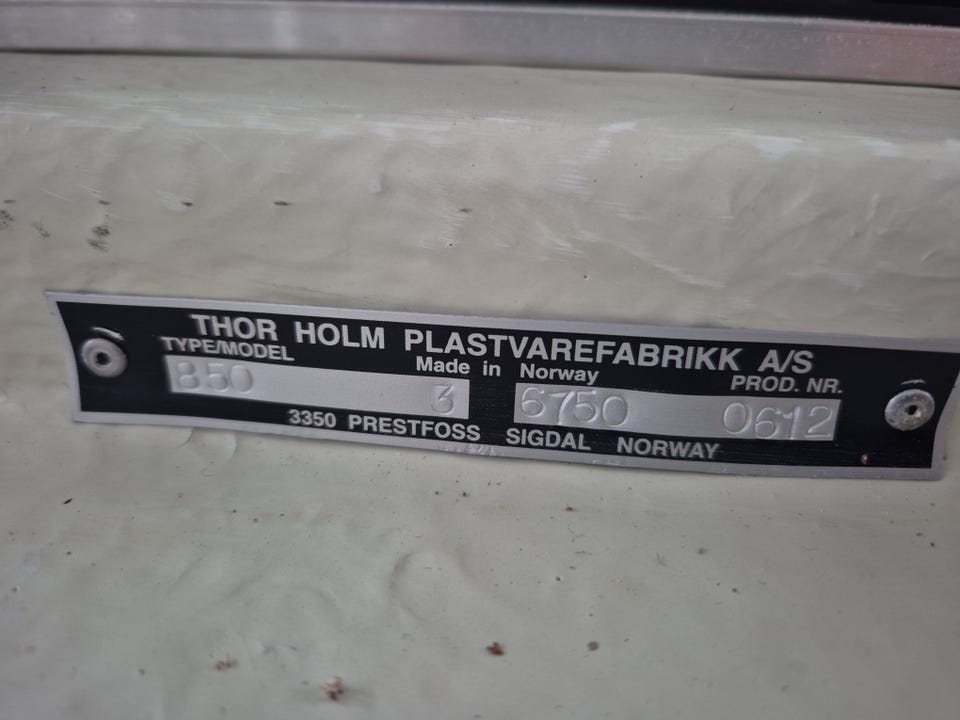 THOR HOLM PLASTVAREFABRIKK A/S
TYPE/MODEL Made in Norway PROD. NR.
850 3 6750 0612
3350 PRESTFOSS SIGDAL NORWAY